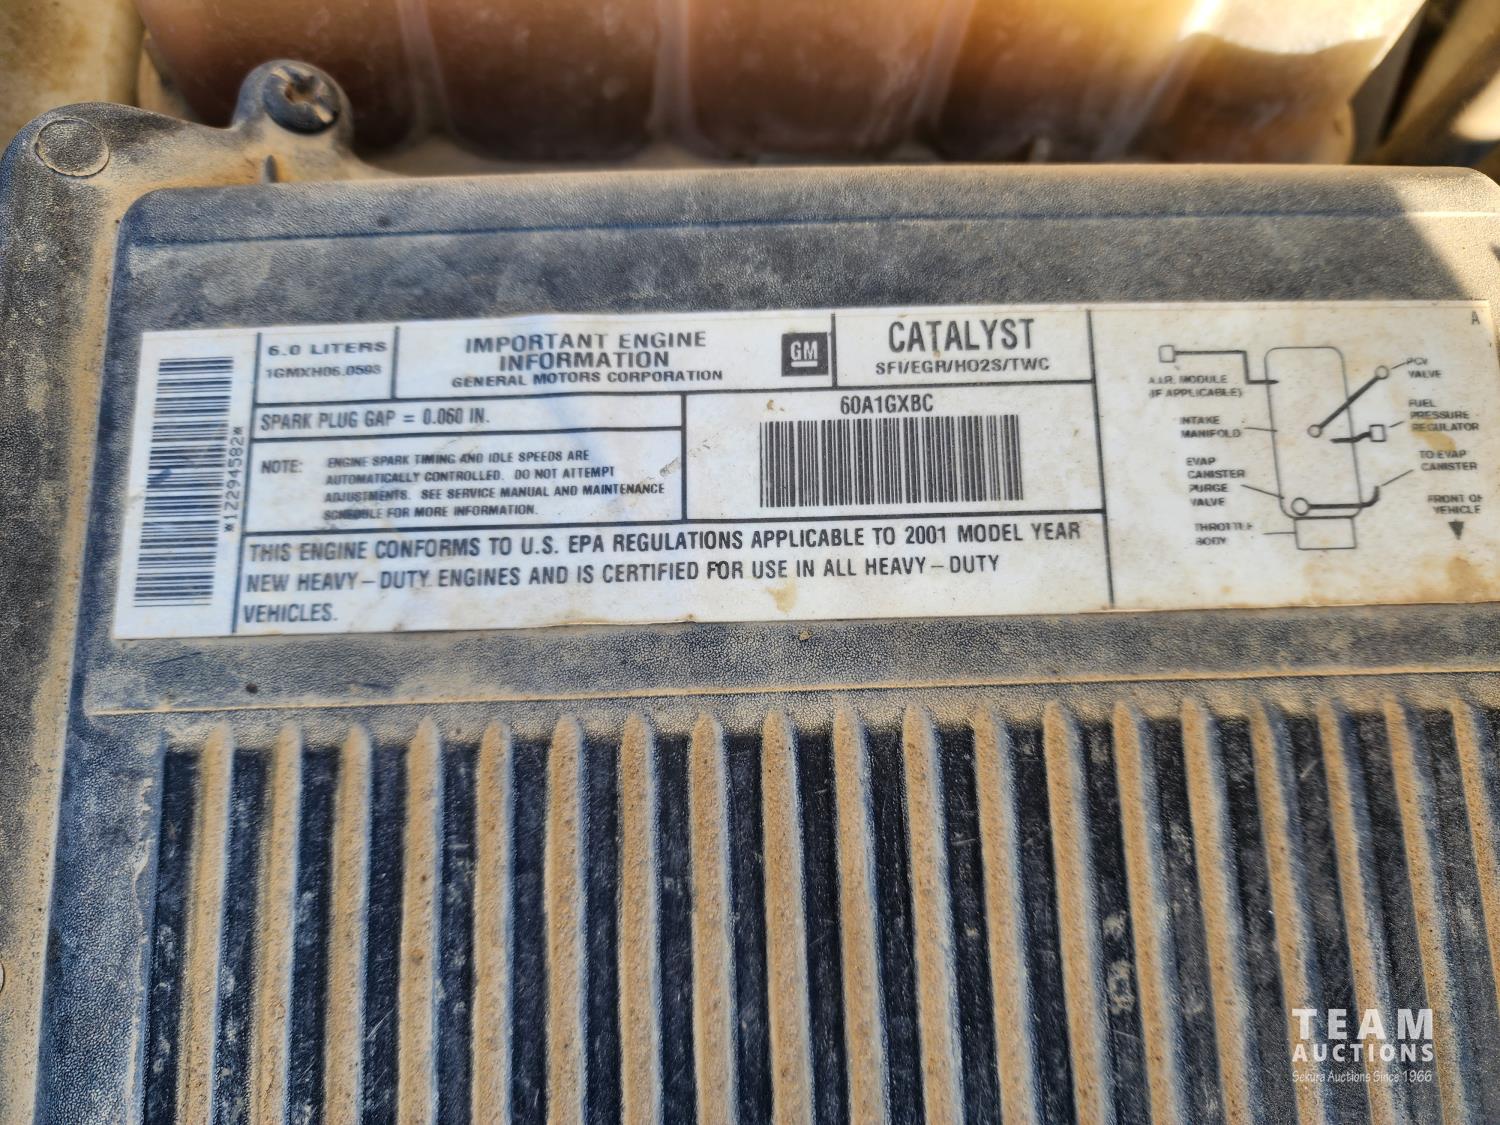 *12294582*
6.0 LITERS
1GMXH06.0593
IMPORTANT ENGINE
INFORMATION
GENERAL MOTORS CORPORATION
GM
CATALYST
SFI/EGR/HO2S/TWC
SPARK PLUG GAP = 0.060 IN.
NOTE: ENGINE SPARK TIMING AND IDLE SPEEDS ARE
AUTOMATICALLY CONTROLLED. DO NOT ATTEMPT
ADJUSTMENTS. SEE SERVICE MANUAL AND MAINTENANCE
SCHEDULE FOR MORE INFORMATION.
60A1GXBC
THIS ENGINE CONFORMS TO U.S. EPA REGULATIONS APPLICABLE TO 2001 MODEL YEAR
NEW HEAVY-DUTY ENGINES AND IS CERTIFIED FOR USE IN ALL HEAVY-DUTY
VEHICLES.
A
A.I.R. MODULE
(IF APPLICABLE)
INTAKE
MANIFOLD
EVAP
CANISTER
PURGE
VALVE
THROTTLE
BODY
PCV
VALVE
FUEL
PRESSURE
REGULATOR
TO EVAP
CANISTER
FRONT OF
VEHICLE
TEAM
AUCTIONS
Sekura Auctions Since 1966